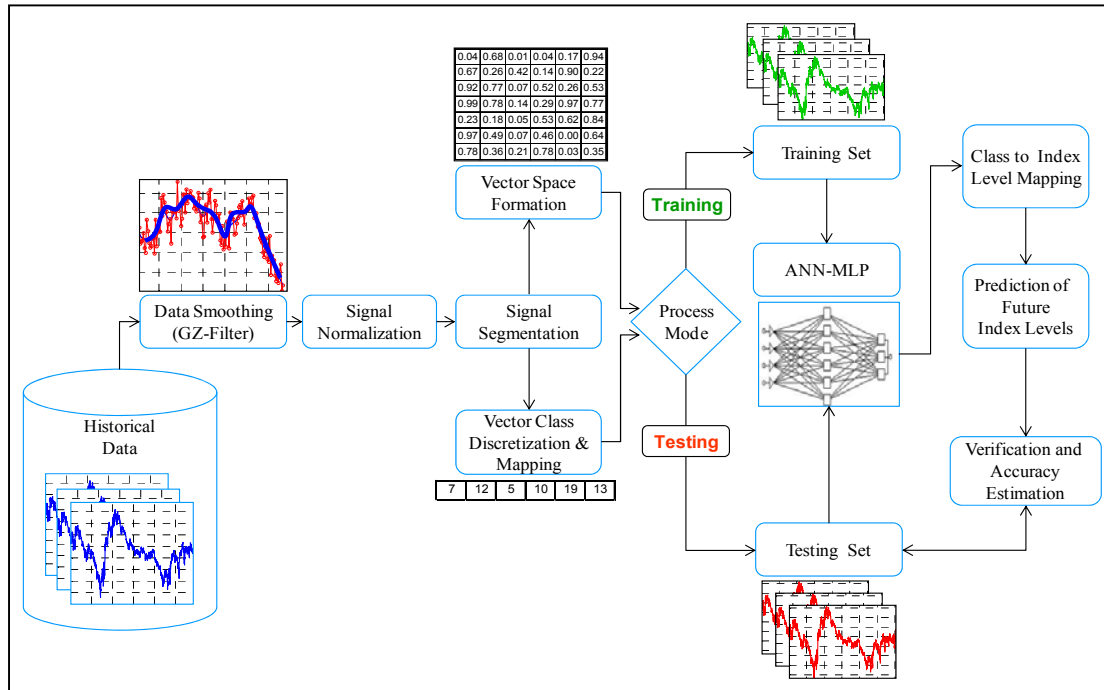 0.04 0.68 0.01 0.04 0.17 0.94
0.67 0.26 0.42 0.14 0.90 0.22
0.92 0.77 0.07 0.52 0.26 0.53
0.99 0.78 0.14 0.29 0.97 0.77
0.23 0.18 0.05 0.53 0.62 0.84
0.97 0.49 0.07 0.46 0.00 0.64
0.78 0.36 0.21 0.78 0.03 0.35
Vector Space
Formation
Training Set
Class to Index
Level Mapping
Training
ANN-MLP
Data Smoothing
(GZ-Filter)
Signal
Normalization
Signal
Segmentation
Process
Mode
Prediction of
Future
Index Levels
Historical
Data
Vector Class
Discretization &
Mapping
Testing
Verification and
Accuracy
Estimation
7 12 5 10 19 13
Testing Set